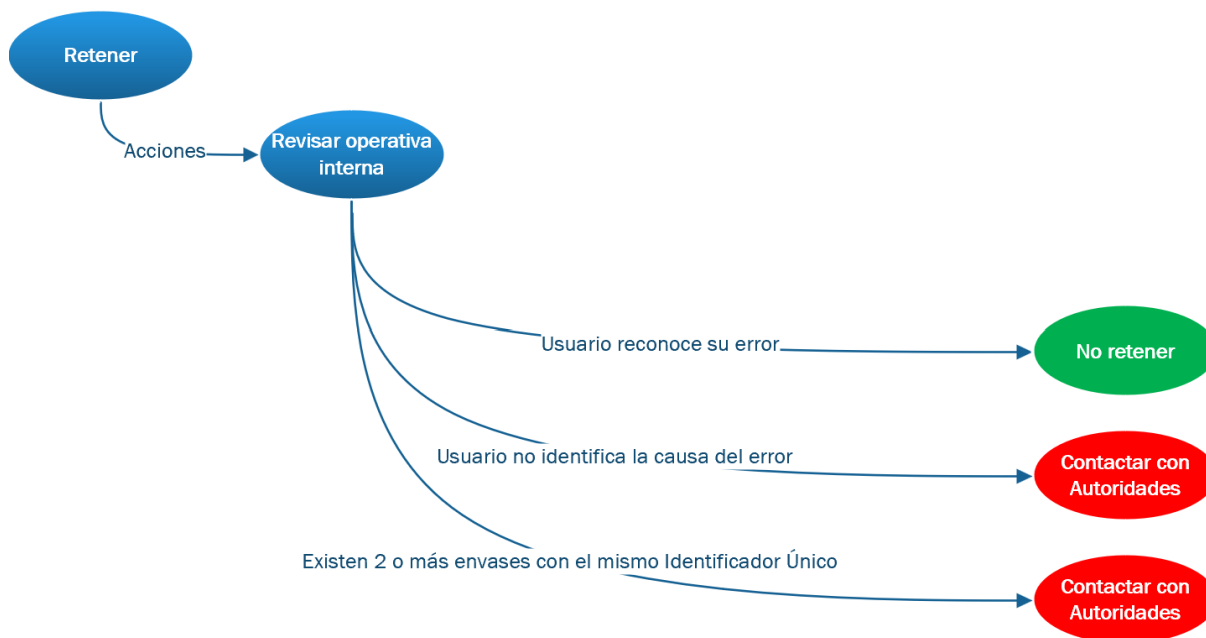 Retener
Acciones
Revisar operativa
interna
Usuario reconoce su error
No retener
Usuario no identifica la causa del error
Contactar con
Autoridades
Existen 2 o más envases con el mismo Identificador Único
Contactar con
Autoridades